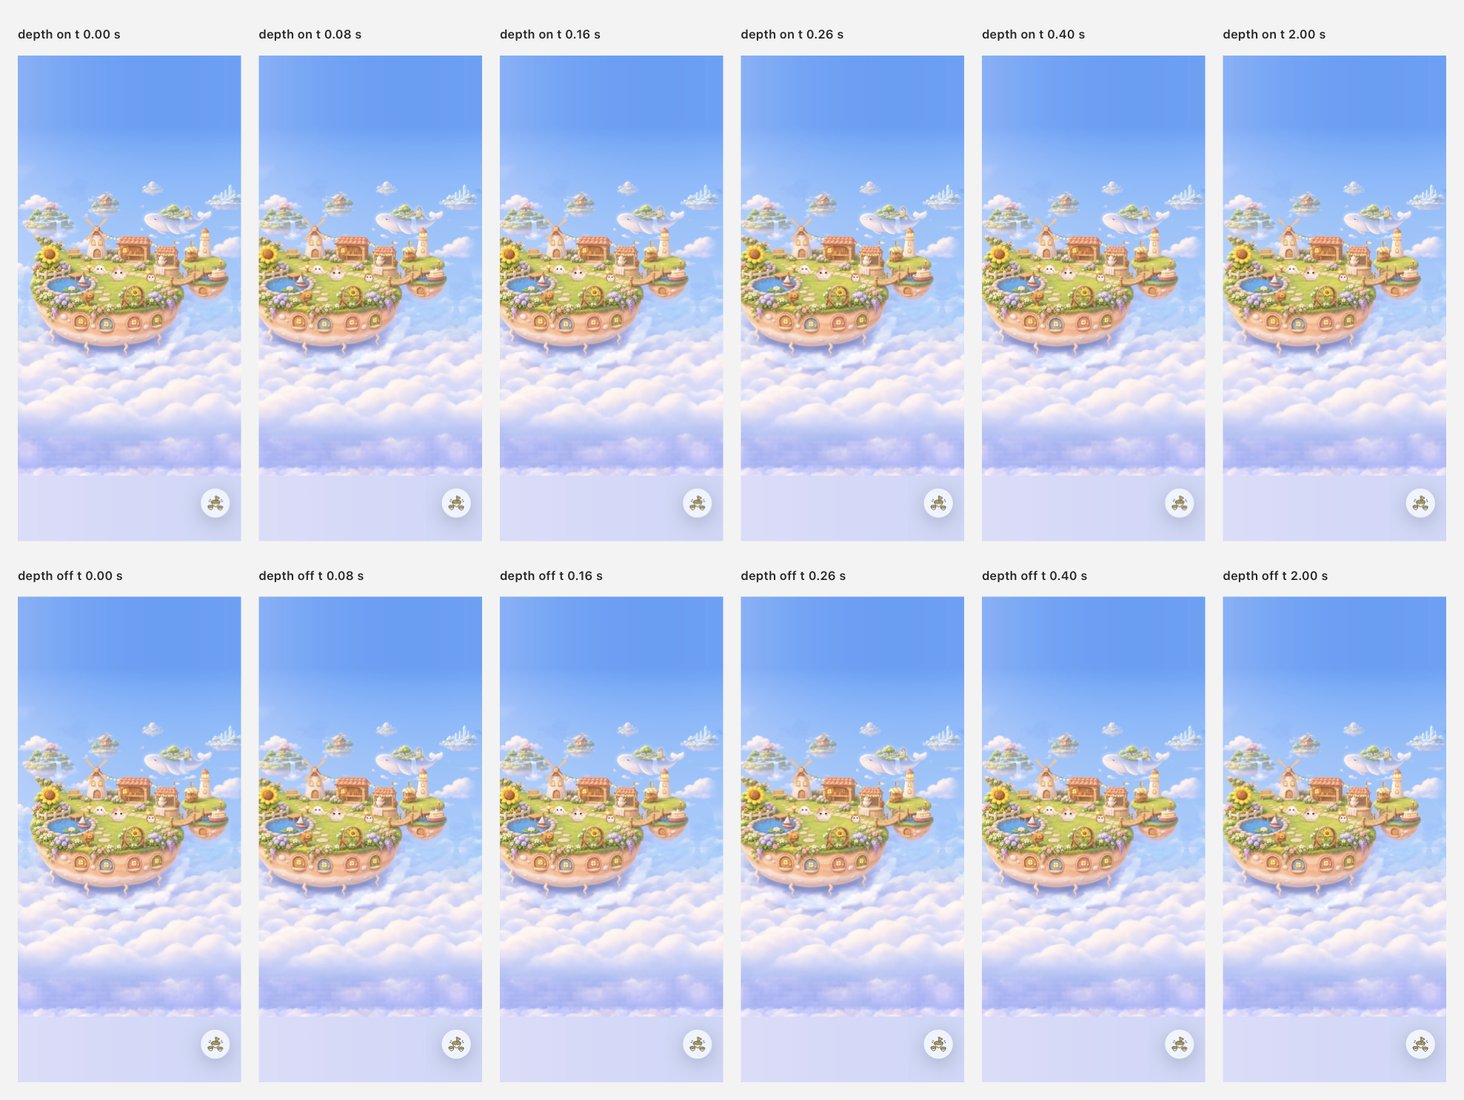 depth on t 0.00 s
depth on t 0.08 s
depth on t 0.16 s
depth on t 0.26 s
depth on t 0.40 s
depth on t 2.00 s
depth off t 0.00 s
depth off t 0.08 s
depth off t 0.16 s
depth off t 0.26 s
depth off t 0.40 s
depth off t 2.00 s